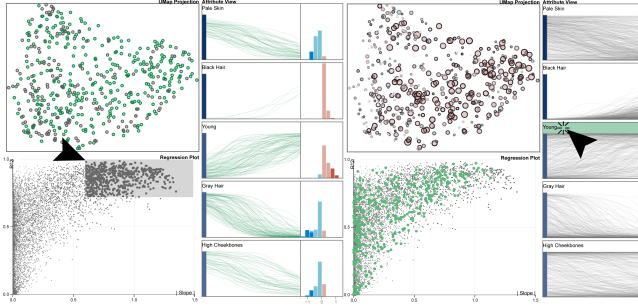 UMap Projection
Attribute View
Pale Skin
Black Hair
Young
Gray Hair
High Cheekbones
Regression Plot
1.0
0.5
0.0
0.0
0.5
1.0
| Slope |
1.5
UMap Projection
Attribute View
Pale Skin
Black Hair
Young
Gray Hair
High Cheekbones
Regression Plot
1.0
0.5
0.0
0.0
0.5
1.0
| Slope |
1.5